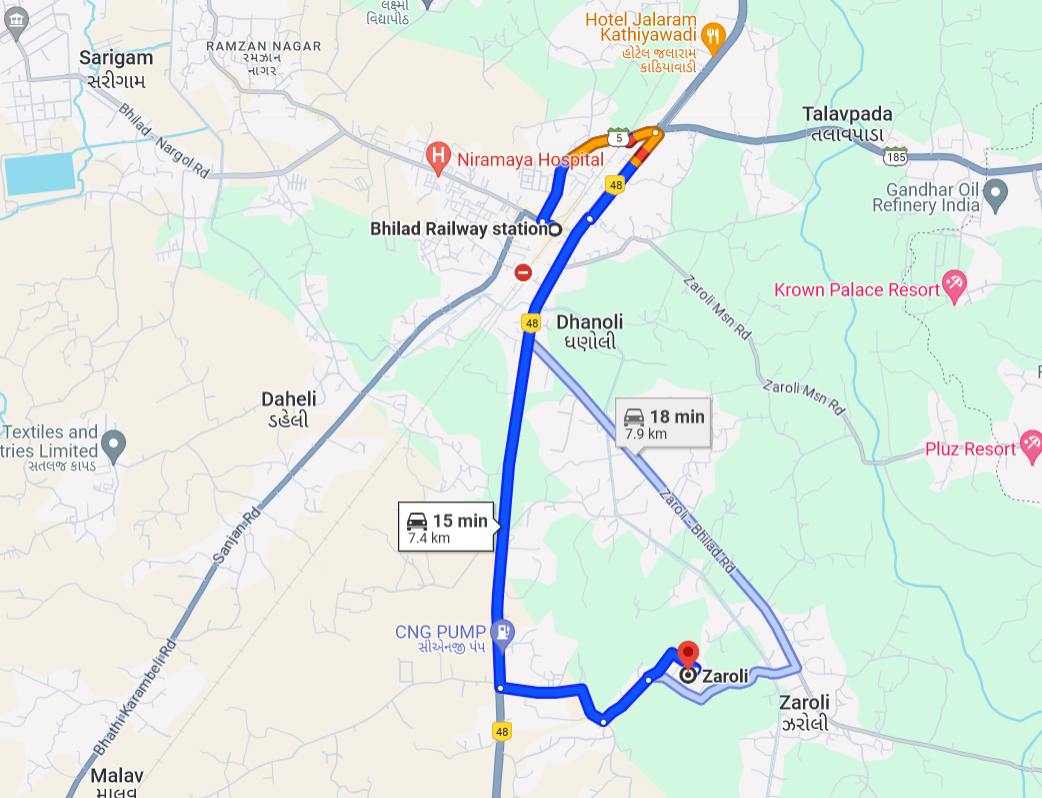 લક્ષ્મી
વિદ્યાપીઠ
Hotel Jalaram
Kathiyawadi
હોટેલ જલારામ
કાઠિયાવાડી
RAMZAN NAGAR
રમઝાન
નાગર
Sarigam
સરીગામ
Bhilad - Nargol Rd
Talavpada
તલાવપાડા
5
185
H
Niramaya Hospital
48
Gandhar Oil
Refinery India
Bhilad Railway station
Zaroli Msn Rd
Krown Palace Resort
48
Dhanoli
ધણોલી
Zaroli Msn Rd
Daheli
ડહેલી
18 min
7.9 km
Textiles and
tries Limited
સતલજ કાપડ
Pluz Resort
15 min
7.4 km
Zaroli - Bhilad Rd
Sanjan Rd
CNG PUMP
સીએનજી પંપ
Bhathi Karambeli Rd
Zaroli
Zaroli
ઝરોલી
48
Malav
માલવ